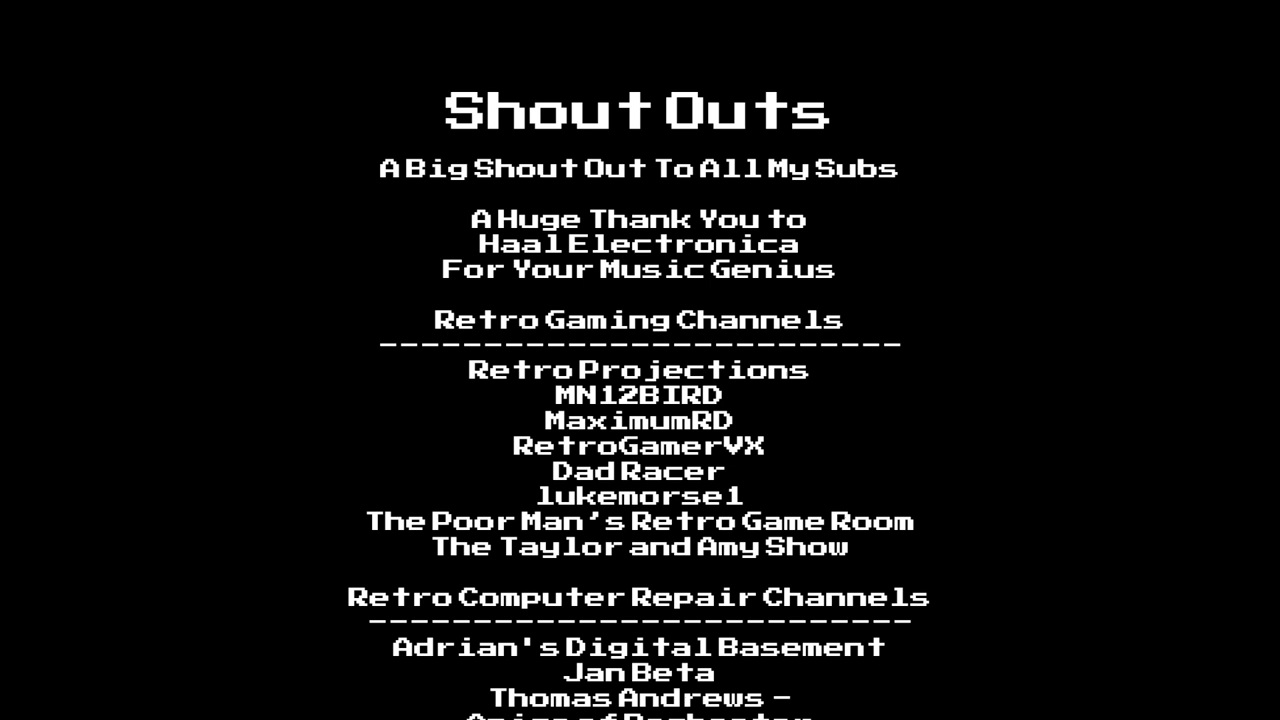 Shout Outs
A Big Shout Out To All My Subs
A Huge Thank You to
Haal Electronica
For Your Music Genius
Retro Gaming Channels
--------------------------
Retro Projections
MN12BIRD
MaximumRD
RetroGamerVX
Dad Racer
lukemorse1
The Poor Man's Retro Game Room
The Taylor and Amy Show
Retro Computer Repair Channels
---------------------------
Adrian's Digital Basement
Jan Beta
Thomas Andrews -